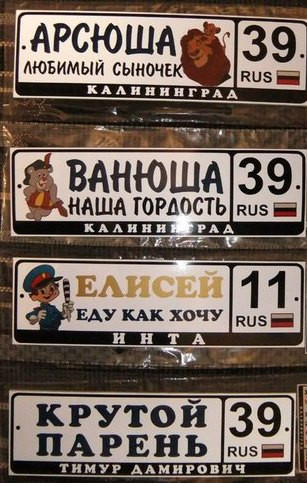 АРСЮША
ЛЮБИМЫЙ СЫНОЧЕК
39
RUS
КАЛИНИНГРАД
ВАНЮША
НАША ГОРДОСТЬ
39
RUS
КАЛИНИНГРАД
ЕЛИСЕЙ
ЕДУ КАК ХОЧУ
11
RUS
ИНТА
КРУТОЙ
ПАРЕНЬ
39
RUS
ТИМУР ДАМИРОВИЧ